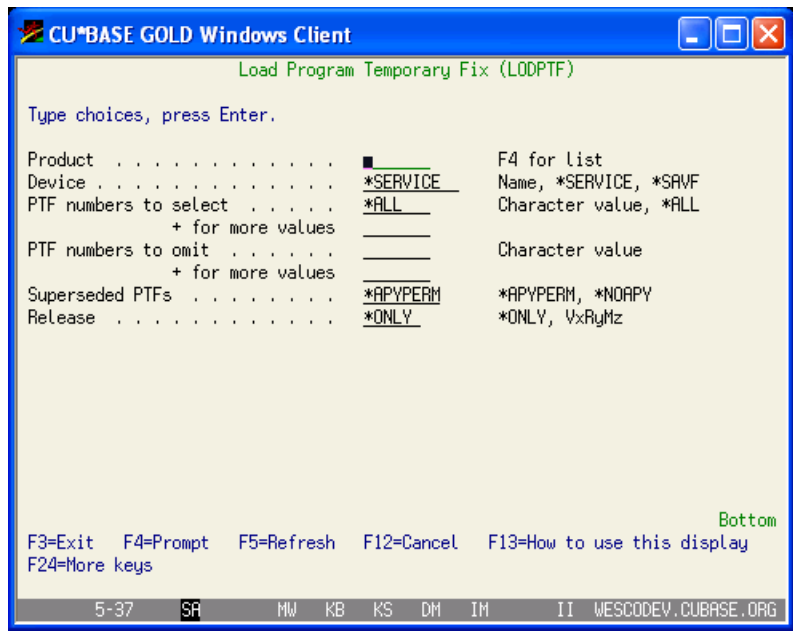 CU*BASE GOLD Windows Client
Load Program Temporary Fix (LODPTF)
Type choices, press Enter.
Product . . . . . . . . . . . . ______ F4 for list
Device . . . . . . . . . . . . . *SERVICE Name, *SERVICE, *SAVF
PTF numbers to select . . . . . *ALL Character value, *ALL
+ for more values ______
PTF numbers to omit . . . . . . ______ Character value
+ for more values ______
Superseded PTFs . . . . . . . . *APYPERM *APYPERM, *NOAPY
Release . . . . . . . . . . . . *ONLY *ONLY, VxRyMz
Bottom
F3=Exit F4=Prompt F5=Refresh F12=Cancel F13=How to use this display
F24=More keys
5-37 SA MW KB KS DM IM II WESCODEV.CUBASE.ORG